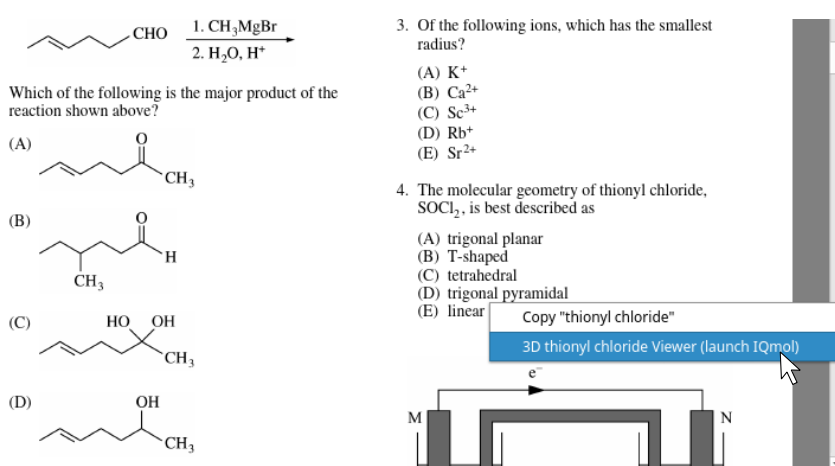 CHO
1. CH₃MgBr
2. H₂O, H⁺
Which of the following is the major product of the
reaction shown above?
(A)
O
CH₃
(B)
O
H
CH₃
(C)
HO OH
CH₃
(D)
OH
CH₃
3. Of the following ions, which has the smallest
radius?
(A) K⁺
(B) Ca²⁺
(C) Sc³⁺
(D) Rb⁺
(E) Sr²⁺
4. The molecular geometry of thionyl chloride,
SOCl₂, is best described as
(A) trigonal planar
(B) T-shaped
(C) tetrahedral
(D) trigonal pyramidal
(E) linear
Copy "thionyl chloride"
3D thionyl chloride Viewer (launch IQmol)
e⁻
M
N